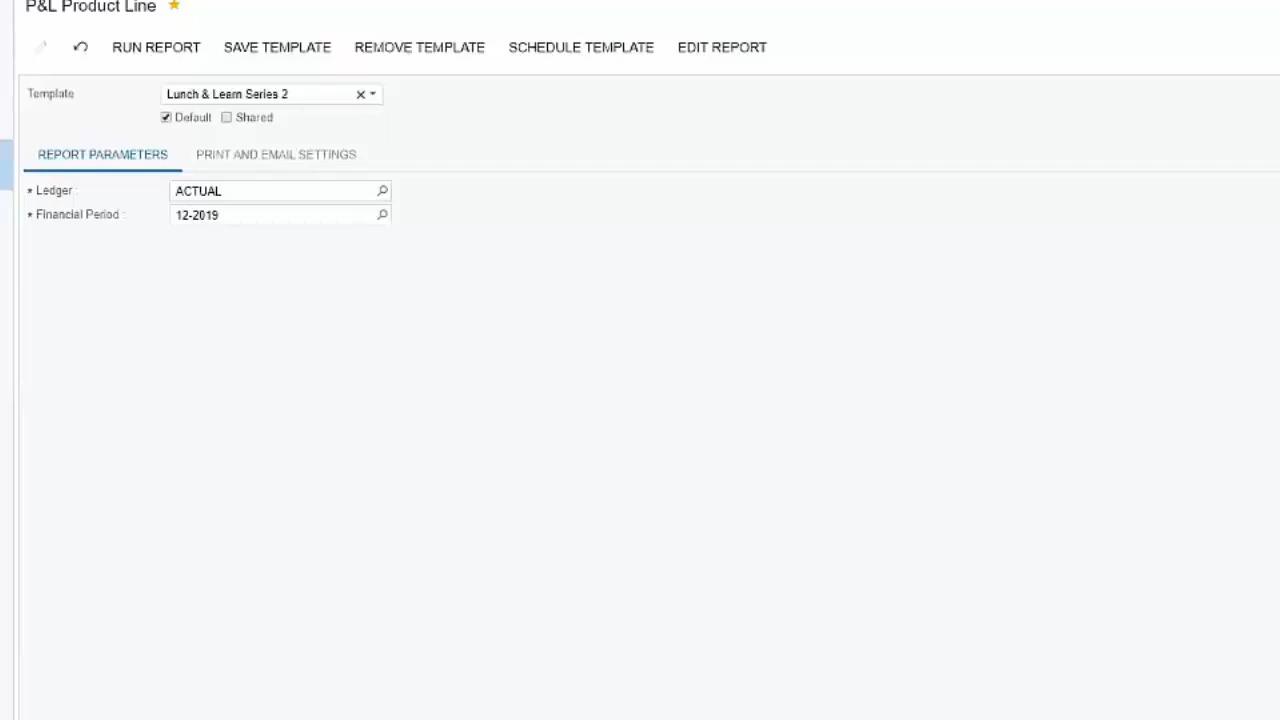 P&L Product Line
RUN REPORT SAVE TEMPLATE REMOVE TEMPLATE SCHEDULE TEMPLATE EDIT REPORT
Template Lunch & Learn Series 2
Default Shared
REPORT PARAMETERS PRINT AND EMAIL SETTINGS
* Ledger : ACTUAL
* Financial Period : 12-2019